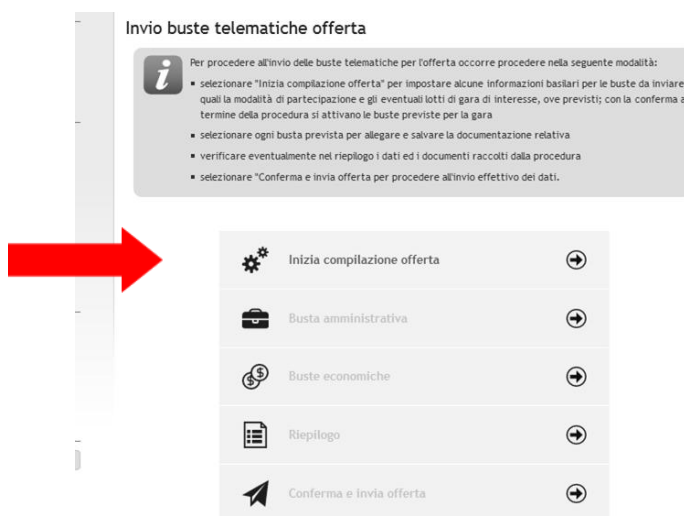 Invio buste telematiche offerta
Per procedere all'invio delle buste telematiche per l'offerta occorre procedere nella seguente modalità:
selezionare "Inizia compilazione offerta" per impostare alcune informazioni basilari per le buste da inviare
quali la modalità di partecipazione e gli eventuali lotti di gara di interesse, ove previsti; con la conferma a
termine della procedura si attivano le buste previste per la gara
selezionare ogni busta prevista per allegare e salvare la documentazione relativa
verificare eventualmente nel riepilogo i dati ed i documenti raccolti dalla procedura
selezionare "Conferma e invia offerta per procedere all'invio effettivo dei dati.
Inizia compilazione offerta
Busta amministrativa
Buste economiche
Riepilogo
Conferma e invia offerta